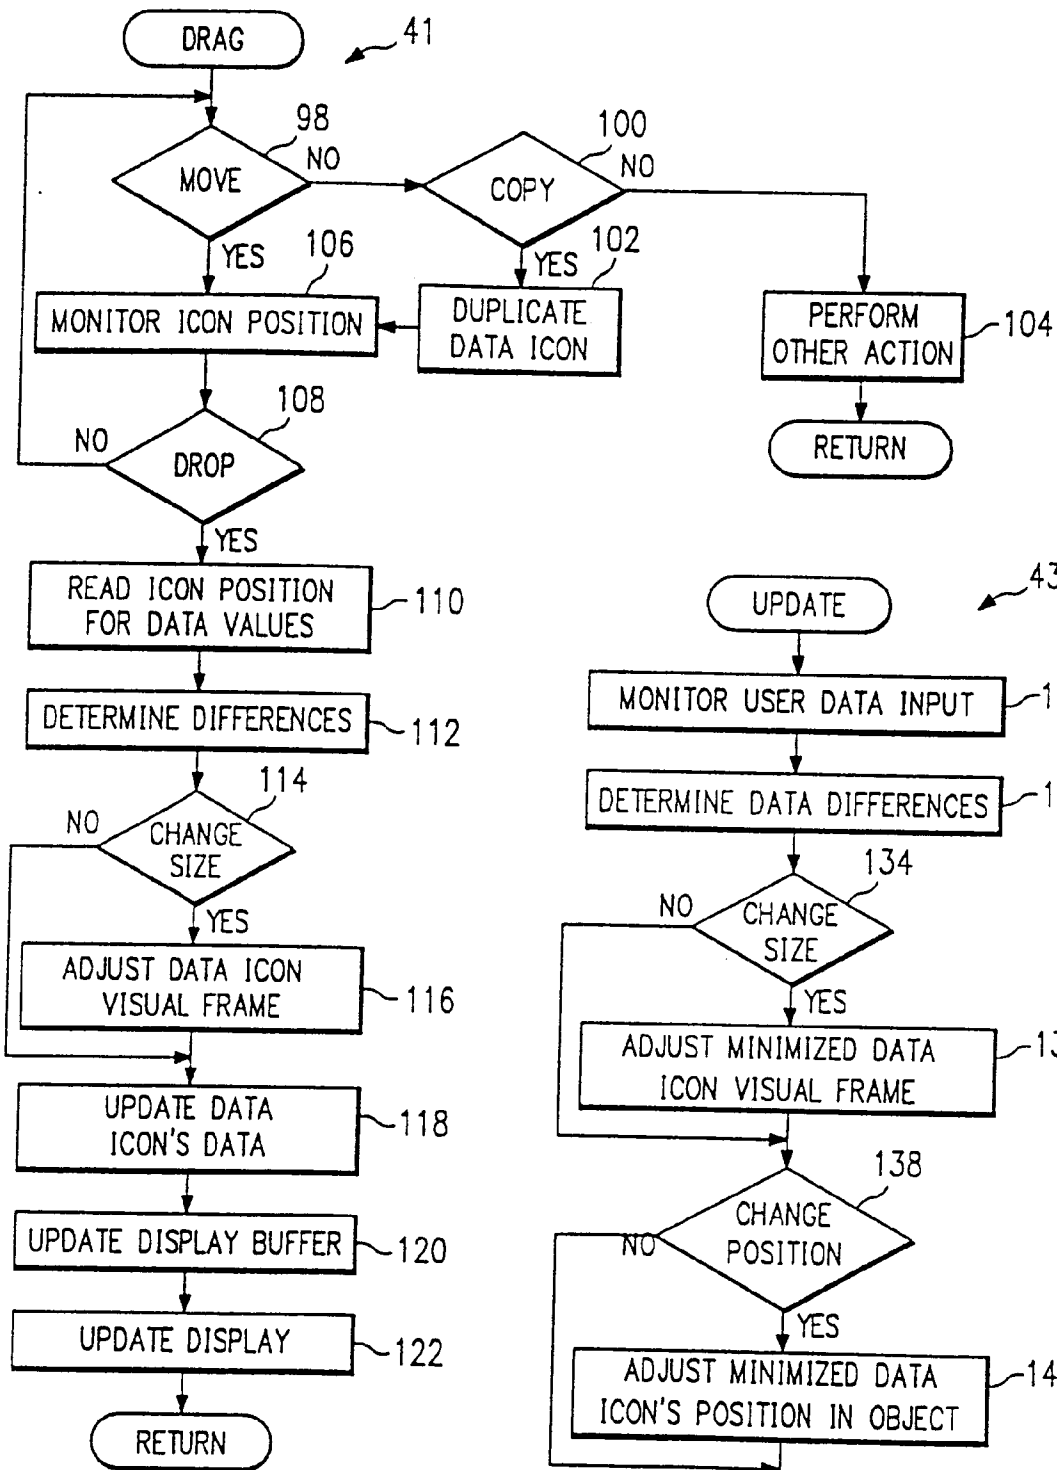 DRAG
41
98
MOVE
NO
100
COPY
NO
YES
106
MONITOR ICON POSITION
YES
102
DUPLICATE
DATA ICON
PERFORM
OTHER ACTION
104
RETURN
108
NO
DROP
YES
READ ICON POSITION
FOR DATA VALUES
110
DETERMINE DIFFERENCES
112
114
NO
CHANGE
SIZE
YES
ADJUST DATA ICON
VISUAL FRAME
116
UPDATE DATA
ICON'S DATA
118
UPDATE DISPLAY BUFFER
120
UPDATE DISPLAY
122
RETURN
UPDATE
43
MONITOR USER DATA INPUT
1
DETERMINE DATA DIFFERENCES
1
134
NO
CHANGE
SIZE
YES
ADJUST MINIMIZED DATA
ICON VISUAL FRAME
13
138
NO
CHANGE
POSITION
YES
ADJUST MINIMIZED DATA
ICON'S POSITION IN OBJECT
14